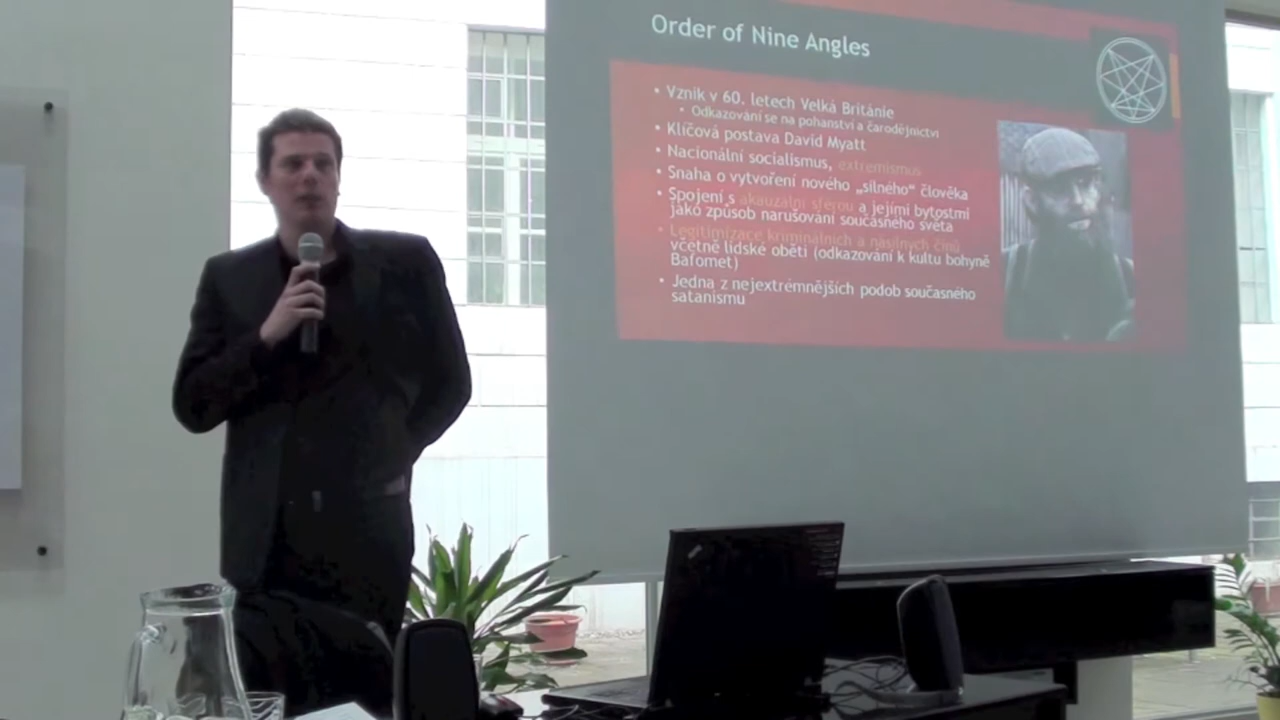 Order of Nine Angles
• Vznik v 60. letech Velká Británie
• Odkazování se na pohanství a čarodějnictví
• Klíčová postava David Myatt
• Nacionální socialismus, extremismus
• Snaha o vytvoření nového „silného“ člověka
• Spojení s akauzální sférou a jejími bytostmi
jako způsob narušování současného světa
• Legitimizace kriminálních a násilných činů
včetně lidské oběti (odkazování k kultu bohyně
Bafomet)
• Jedna z nejextrémnějších podob současného
satanismu